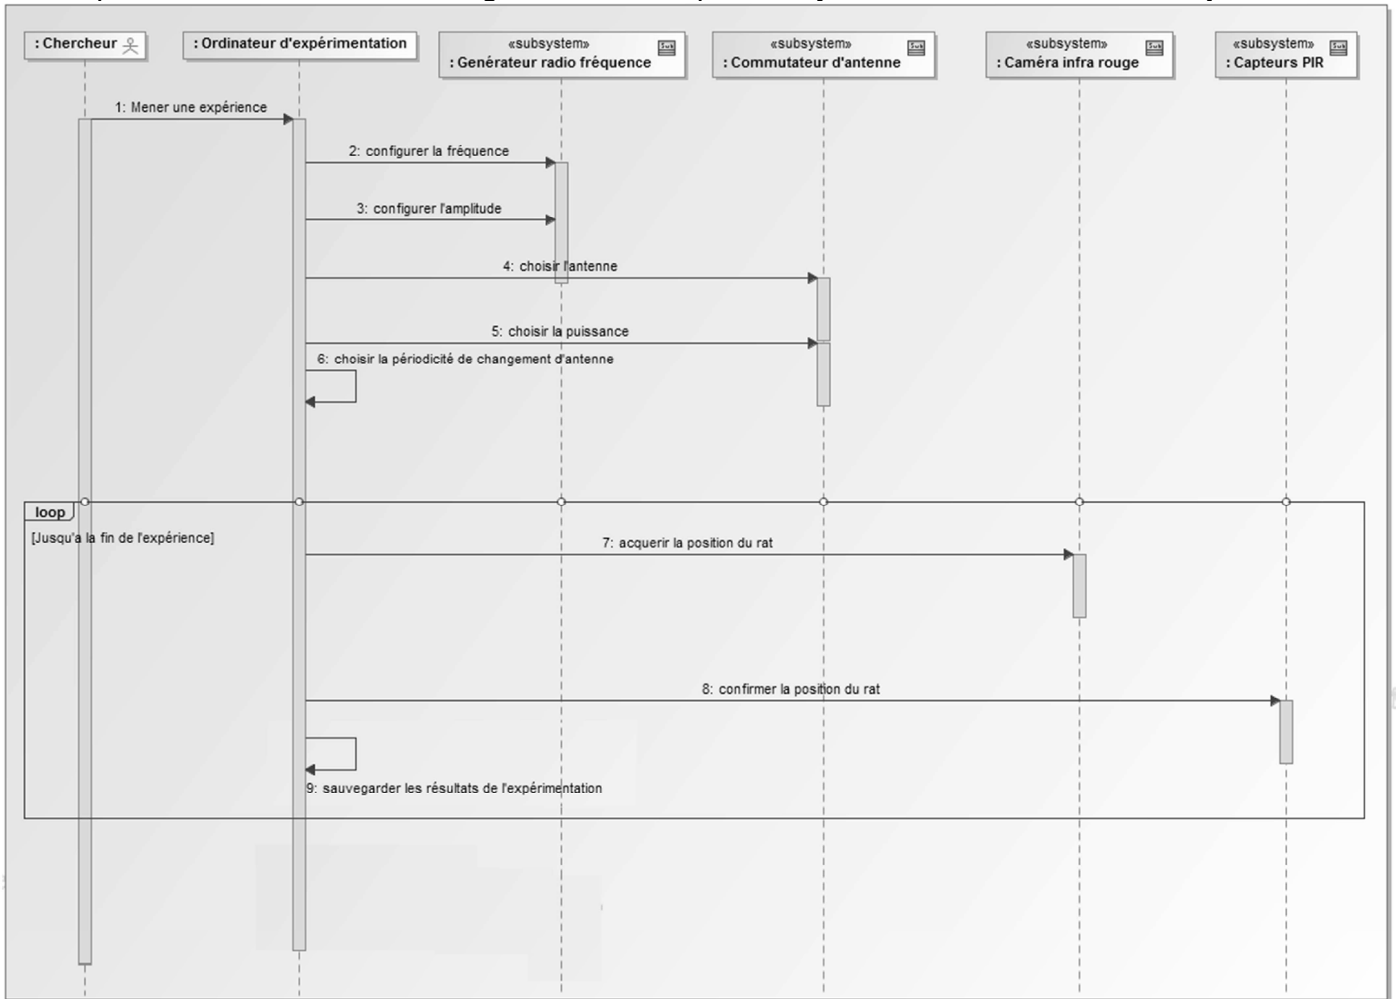 : Chercheur
: Ordinateur d'expérimentation
«subsystem»
: Genérateur radio fréquence
«subsystem»
: Commutateur d'antenne
«subsystem»
: Caméra infra rouge
«subsystem»
: Capteurs PIR
1: Mener une expérience
2: configurer la fréquence
3: configurer l'amplitude
4: choisir l'antenne
5: choisir la puissance
6: choisir la périodicité de changement d'antenne
loop
[Jusqu'a la fin de l'expérience]
7: acquerir la position du rat
8: confirmer la position du rat
9: sauvegarder les résultats de l'expérimentation